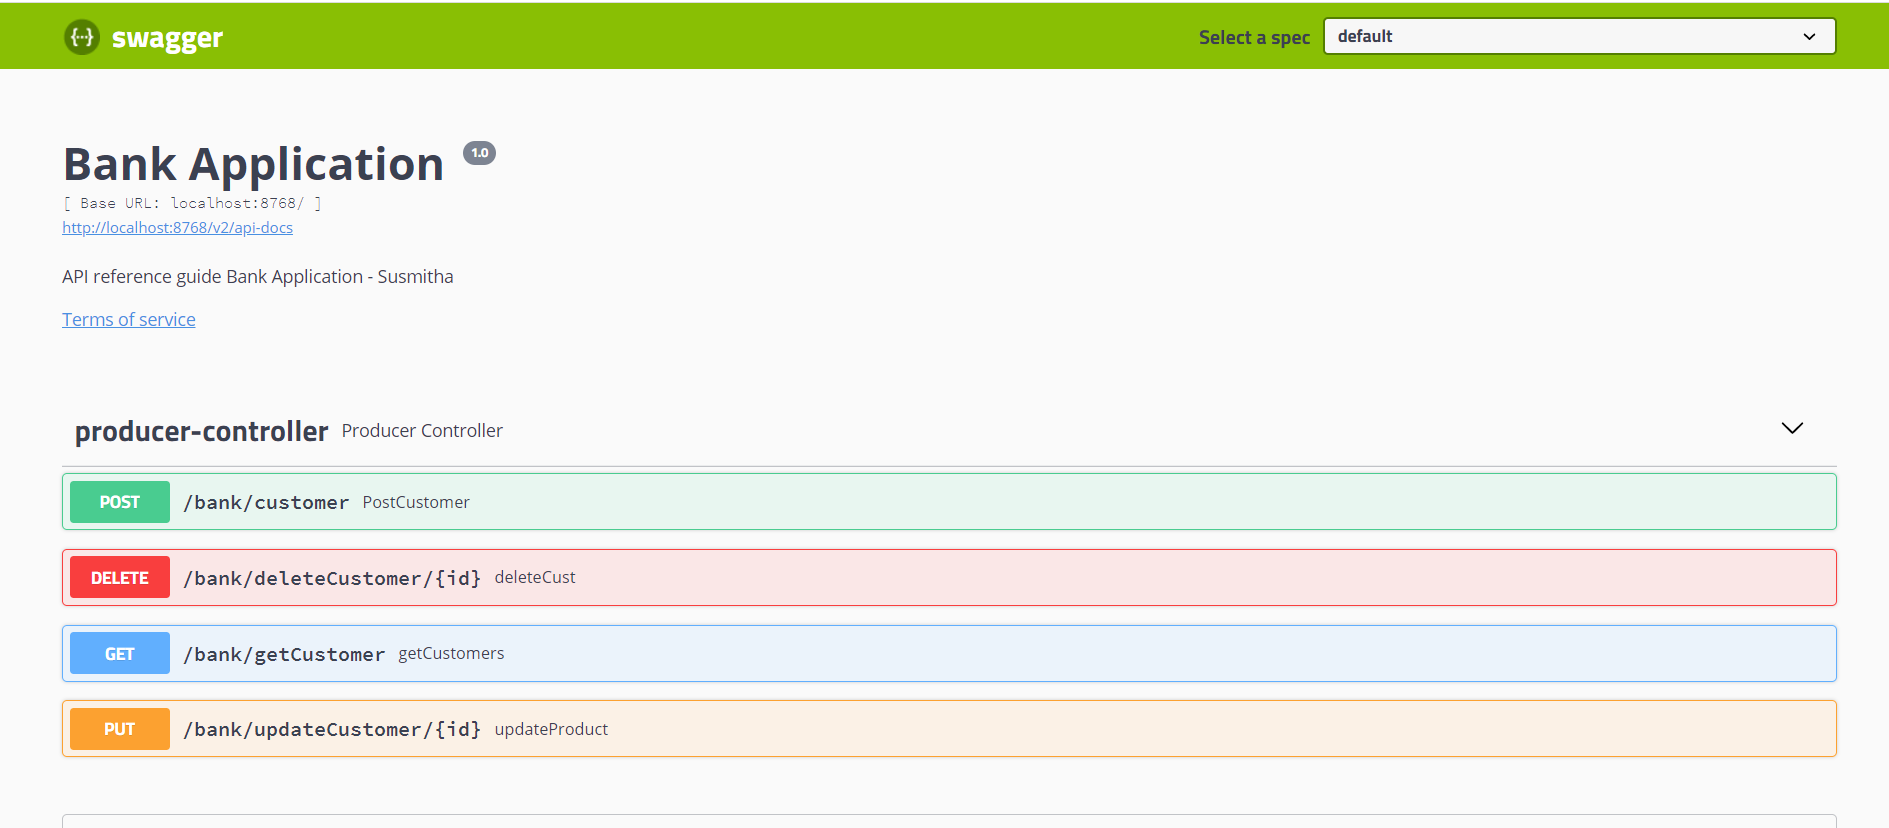 {···} swagger
Select a spec default
Bank Application 1.0
[ Base URL: localhost:8768/ ]
http://localhost:8768/v2/api-docs
API reference guide Bank Application - Susmitha
Terms of service
producer-controller Producer Controller
POST /bank/customer PostCustomer
DELETE /bank/deleteCustomer/{id} deleteCust
GET /bank/getCustomer getCustomers
PUT /bank/updateCustomer/{id} updateProduct